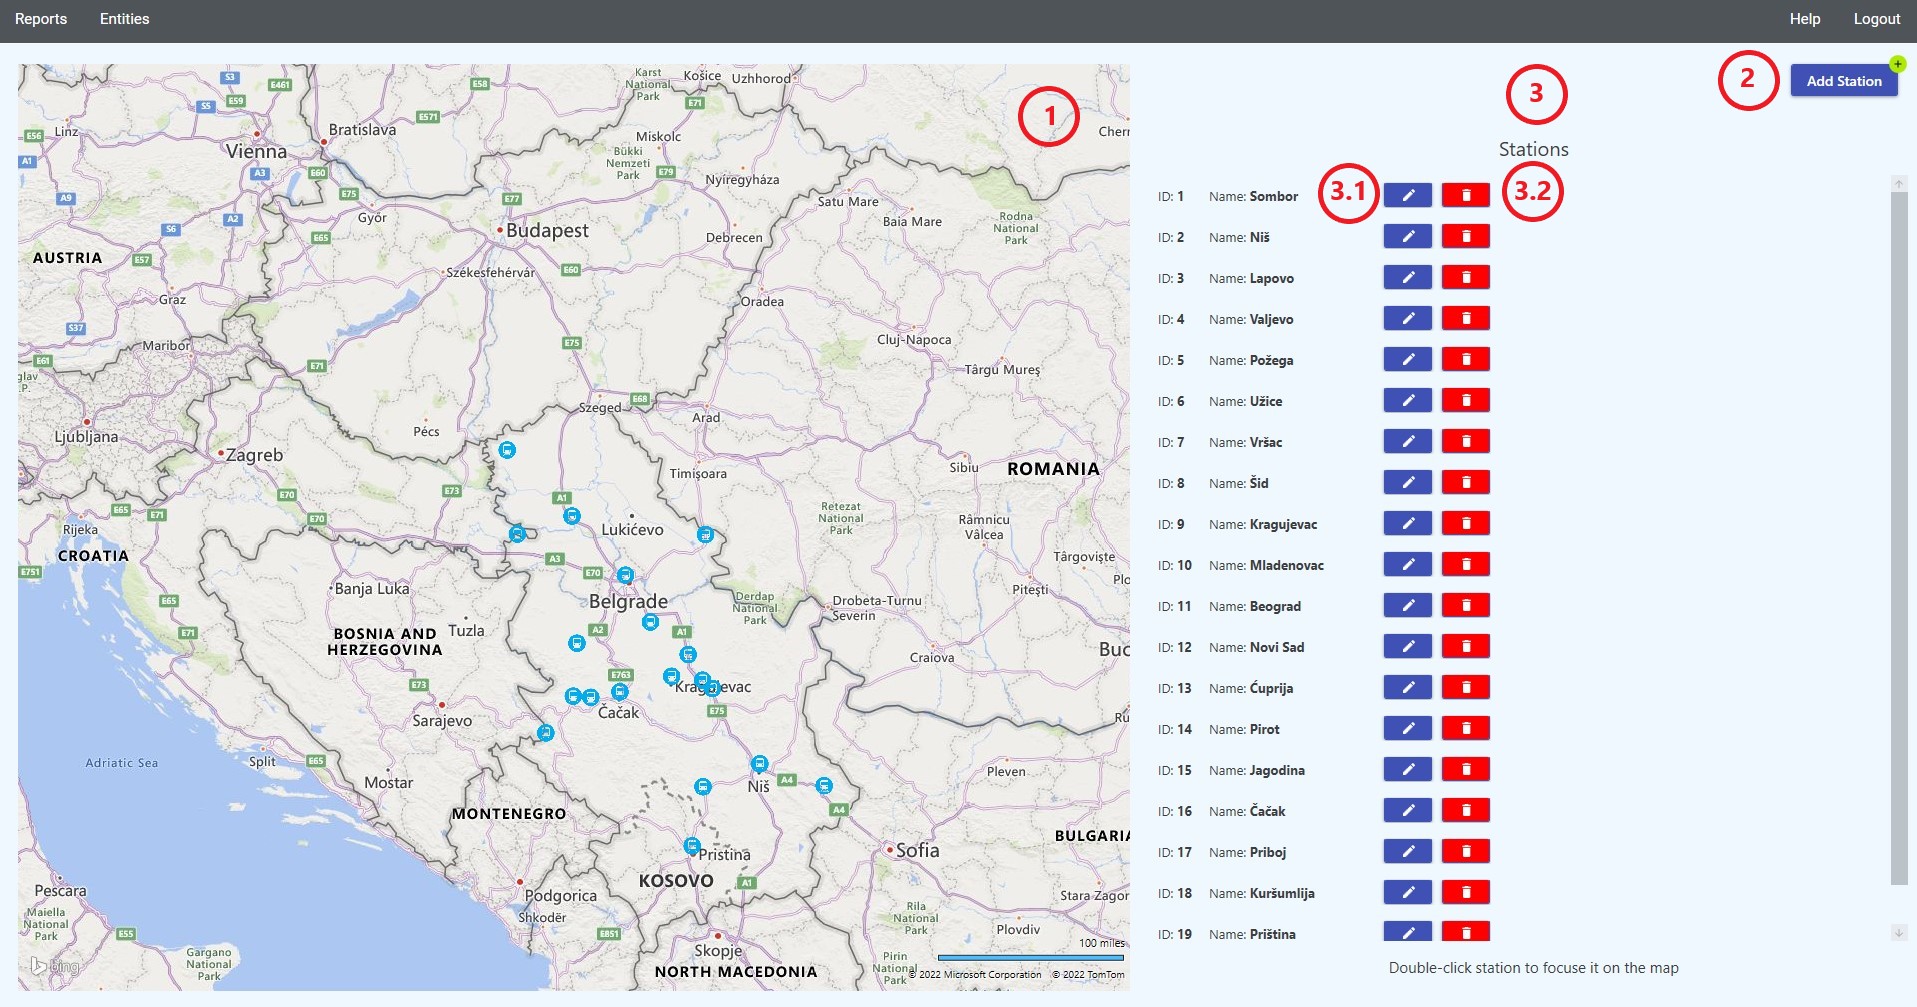 Reports Entities Help Logout
1
3
2
Add Station
+
Stations
ID: 1 Name: Sombor 3.1 3.2
ID: 2 Name: Niš
ID: 3 Name: Lapovo
ID: 4 Name: Valjevo
ID: 5 Name: Požega
ID: 6 Name: Užice
ID: 7 Name: Vršac
ID: 8 Name: Šid
ID: 9 Name: Kragujevac
ID: 10 Name: Mladenovac
ID: 11 Name: Beograd
ID: 12 Name: Novi Sad
ID: 13 Name: Ćuprija
ID: 14 Name: Pirot
ID: 15 Name: Jagodina
ID: 16 Name: Čačak
ID: 17 Name: Priboj
ID: 18 Name: Kuršumlija
ID: 19 Name: Priština
Double-click station to focuse it on the map
S3
E461
E58
Karst
National
Park
Košice
Uzhhorod
E59
S5
E71
E571
Linz
E56
Bratislava
Miskolc
Chern
Vienna
A1
A3
E60
Bükki
Nemzeti
Park
E79
Nyíregyháza
E75
E77
A9
A2
Győr
Satu Mare
Baia Mare
Rodna
National
Park
S6
E65
Budapest
Debrecen
AUSTRIA
E57
Székesfehérvár
E60
Graz
Oradea
S37
E75
Cluj-Napoca
Maribor
E61
E71
Târgu Mureş
glav
P.
E68
Szeged
Arad
Pécs
Ljubljana
Zagreb
Sibiu
ROMANIA
Timişoara
E73
E70
A1
E65
E71
E70
Retezat
National
Park
Râmnicu
Vâlcea
Rijeka
Lukićevo
CROATIA
A3
E70
Târgovişte
E751
Banja Luka
Belgrade
Plo
Piteşti
E65
Derdap
National
Park
Drobeta-Turnu
Severin
E71
BOSNIA AND
HERZEGOVINA
Tuzla
A2
A1
Craiova
Buc
E73
E763
Kragujevac
Sarajevo
Čačak
E75
Ru
Adriatic Sea
Split
E65
Mostar
Niš
A4
Pleven
A4
MONTENEGRO
BULGARIA
Pristina
Sofia
KOSOVO
A1
Pescara
Podgorica
Stara Zagor
Maiella
National
Park
Shkodër
Rila
National
Park
E55
E851
Plovdiv
Skopje
100 miles
Gargano
National
Park
Pirin
National
Park
bing
NORTH MACEDONIA
© 2022 Microsoft Corporation © 2022 TomTom